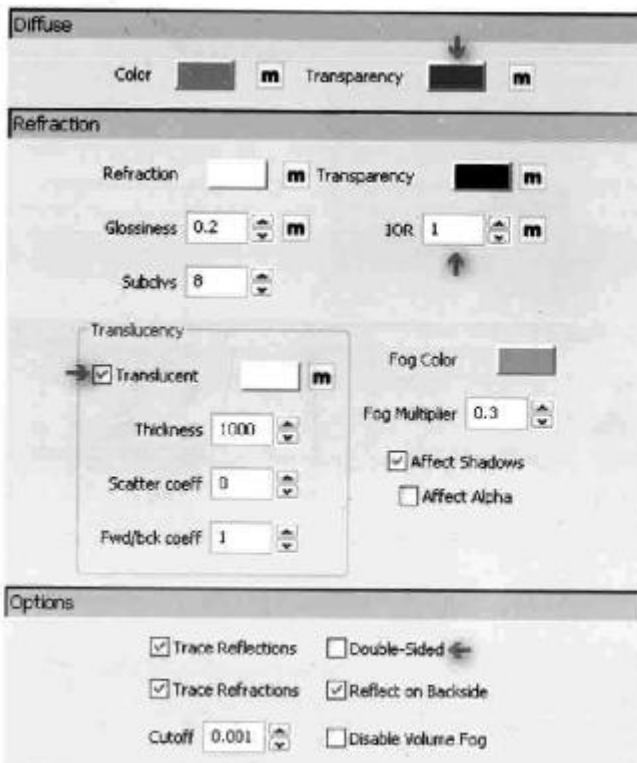 Diffuse
Color m Transparency m
Refraction
Refraction m Transparency m
Glossiness 0.2 m IOR 1 m
Subdivs 8
Translucency
Translucent m
Fog Color
Thickness 1000
Fog Multiplier 0.3
Scatter coeff 0
Affect Shadows
Affect Alpha
Fwd/bck coeff 1
Options
Trace Reflections Double-Sided
Trace Refractions Reflect on Backside
Cutoff 0.001 Disable Volume Fog